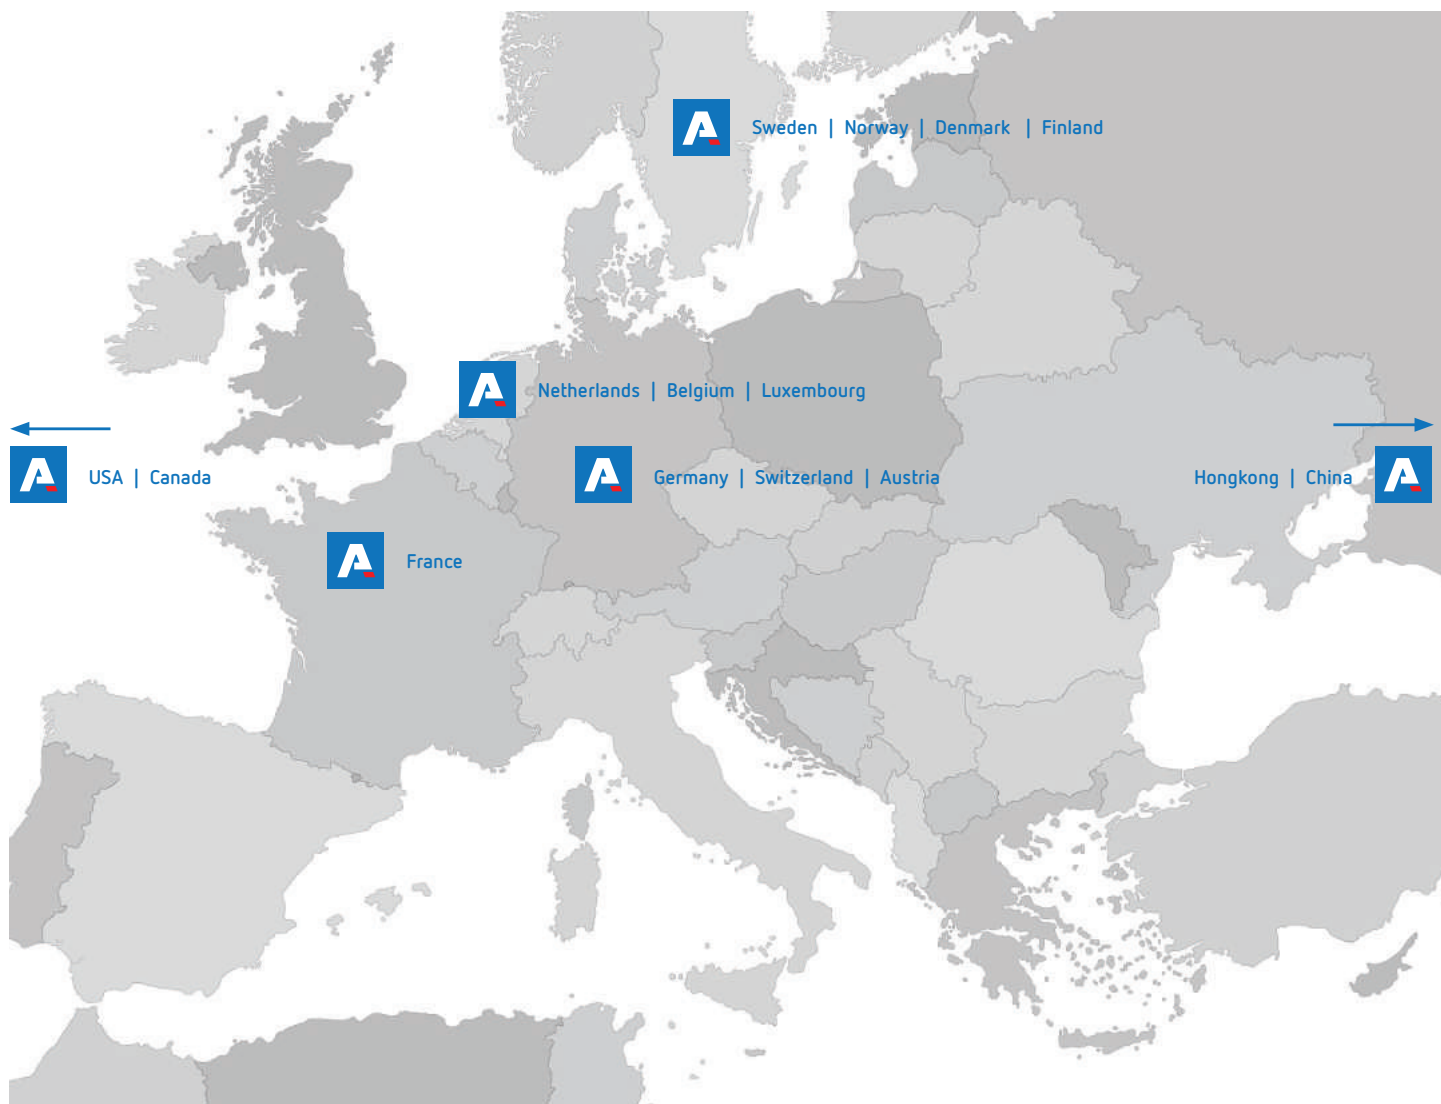 Sweden | Norway | Denmark | Finland
Netherlands | Belgium | Luxembourg
USA | Canada
Germany | Switzerland | Austria
Hongkong | China
France